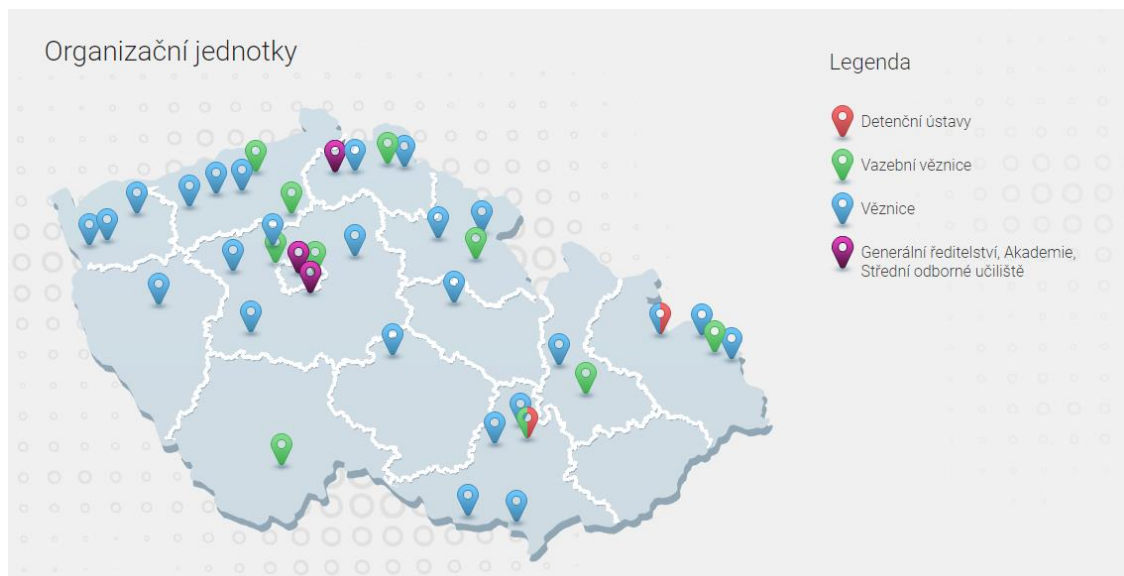 Organizační jednotky
Legenda
Detenční ústavy
Vazební věznice
Věznice
Generální ředitelství, Akademie,
Střední odborné učiliště